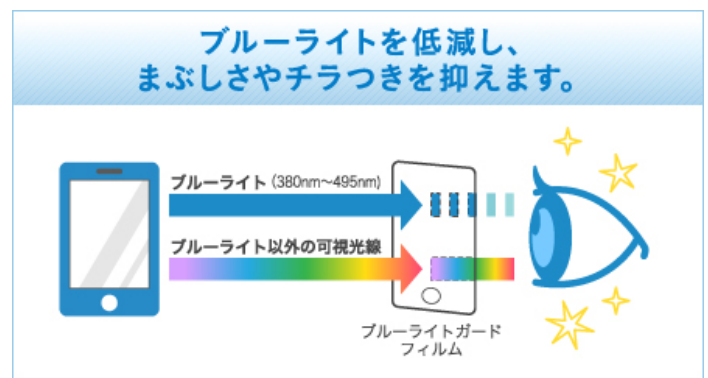 ブルーライトを低減し、
まぶしさやチラつきを抑えます。
ブルーライト（380nm～495nm）
ブルーライト以外の可視光線
ブルーライトガード
フィルム